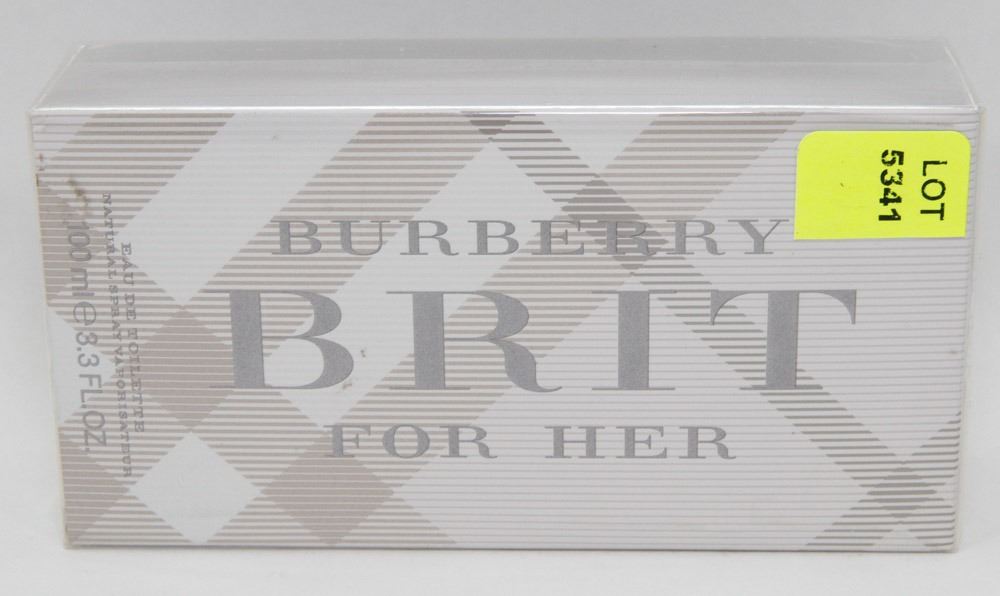 BURBERRY
BRIT
FOR HER
EAU DE TOILETTE
NATURAL SPRAY VAPORISATEUR
100 ml ℮ 3.3 FL.OZ.
LOT
5341